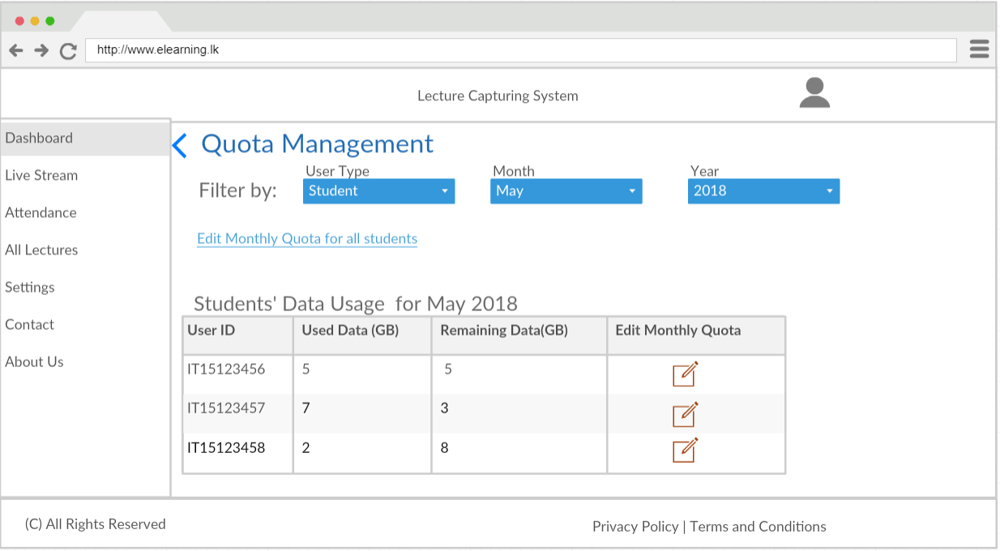 http://www.elearning.lk
Lecture Capturing System
Dashboard
Live Stream
Attendance
All Lectures
Settings
Contact
About Us
Quota Management
User Type Month Year
Filter by: Student May 2018
Edit Monthly Quota for all students
Students' Data Usage for May 2018
User ID Used Data (GB) Remaining Data(GB) Edit Monthly Quota
IT15123456 5 5
IT15123457 7 3
IT15123458 2 8
(C) All Rights Reserved
Privacy Policy | Terms and Conditions